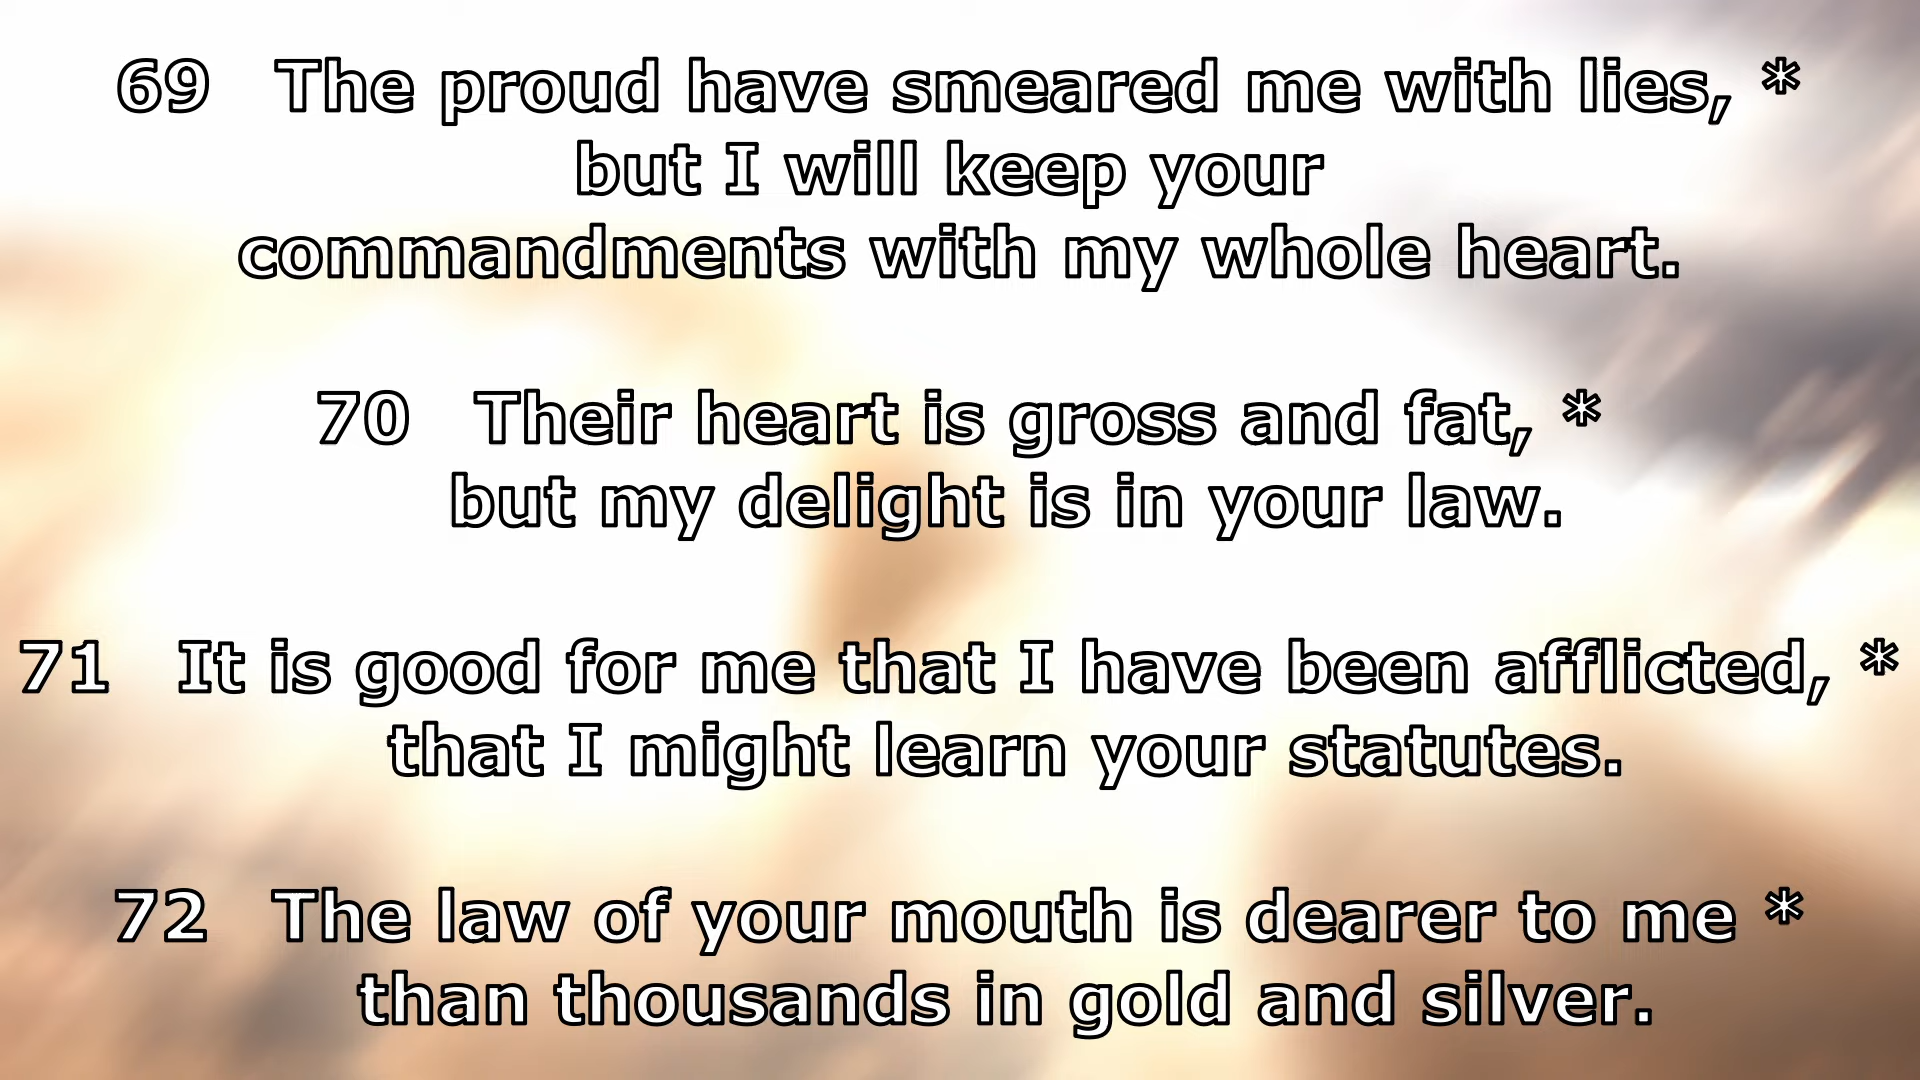 69 The proud have smeared me with lies, *
but I will keep your
commandments with my whole heart.
70 Their heart is gross and fat, *
but my delight is in your law.
71 It is good for me that I have been afflicted, *
that I might learn your statutes.
72 The law of your mouth is dearer to me *
than thousands in gold and silver.